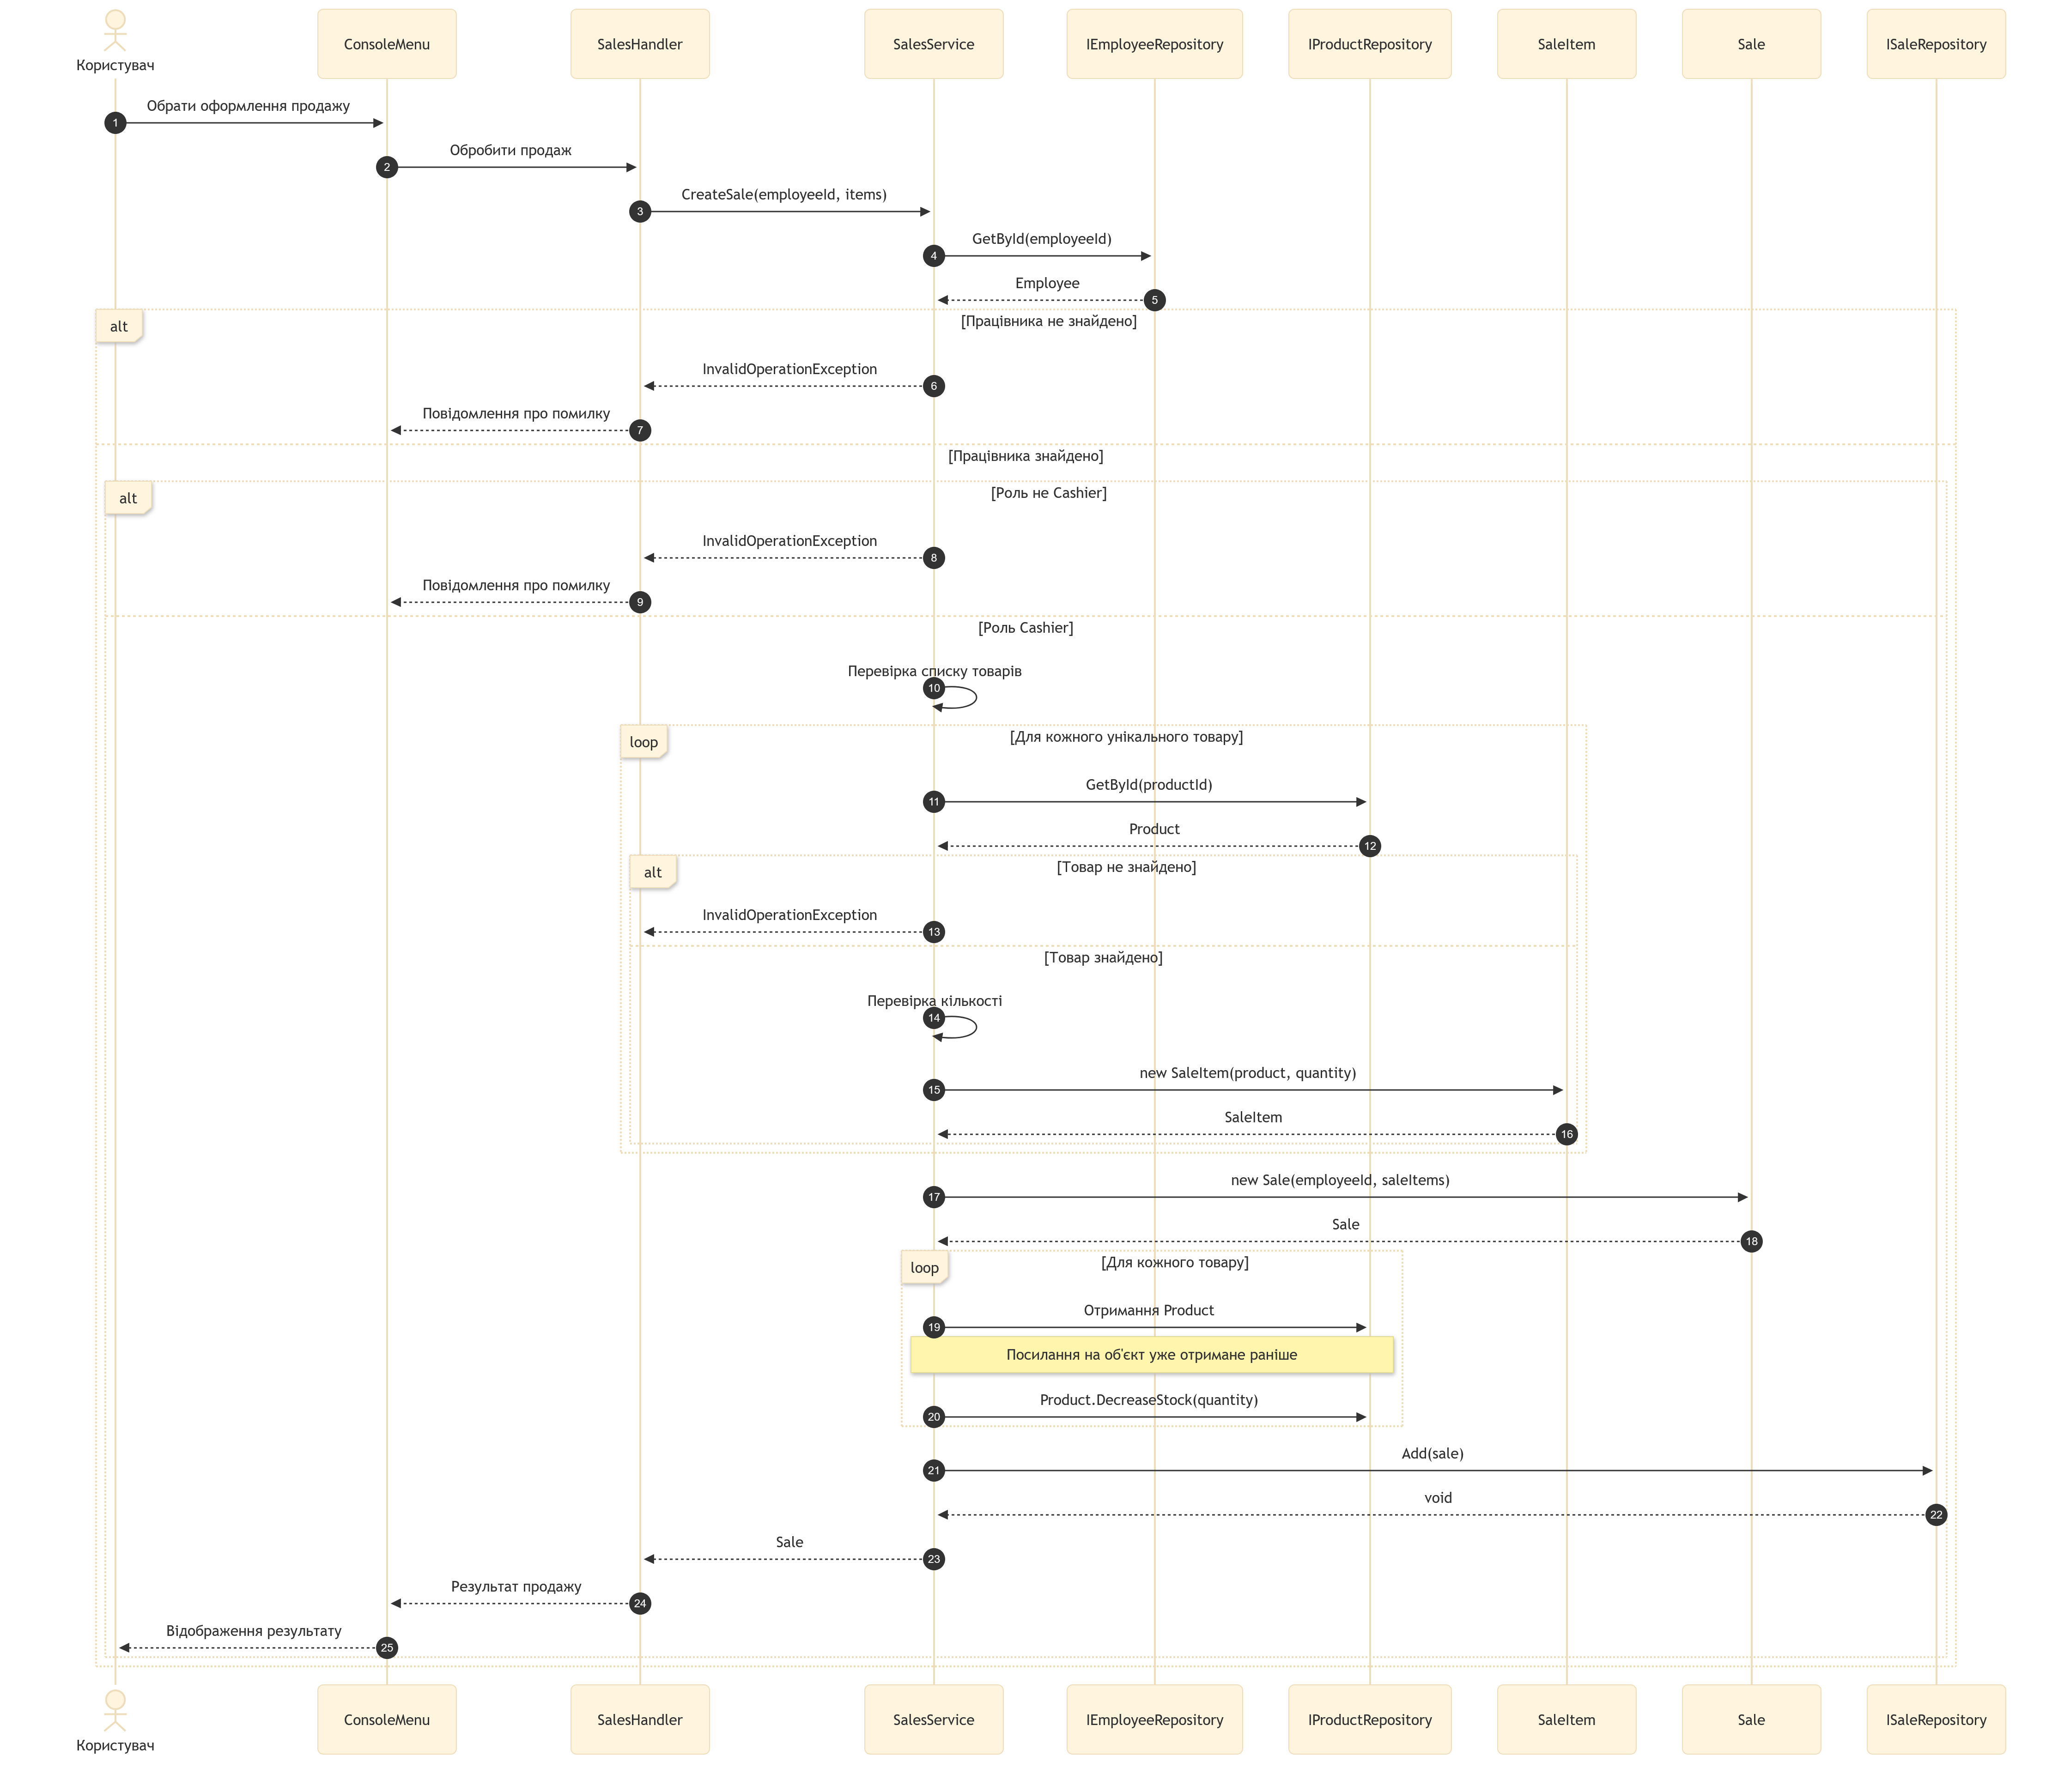 Користувач
ConsoleMenu
SalesHandler
SalesService
IEmployeeRepository
IProductRepository
SaleItem
Sale
ISaleRepository
Обрати оформлення продажу
1
Обробити продаж
2
CreateSale(employeeId, items)
3
GetById(employeeId)
4
Employee
5
alt
[Працівника не знайдено]
InvalidOperationException
6
Повідомлення про помилку
7
[Працівника знайдено]
alt
[Роль не Cashier]
InvalidOperationException
8
Повідомлення про помилку
9
[Роль Cashier]
Перевірка списку товарів
10
loop
[Для кожного унікального товару]
GetById(productId)
11
Product
12
alt
[Товар не знайдено]
InvalidOperationException
13
[Товар знайдено]
Перевірка кількості
14
new SaleItem(product, quantity)
15
SaleItem
16
new Sale(employeeId, saleItems)
17
Sale
18
loop
[Для кожного товару]
Отримання Product
19
Посилання на об'єкт уже отримане раніше
Product.DecreaseStock(quantity)
20
Add(sale)
21
void
22
Sale
23
Результат продажу
24
Відображення результату
25
Користувач
ConsoleMenu
SalesHandler
SalesService
IEmployeeRepository
IProductRepository
SaleItem
Sale
ISaleRepository